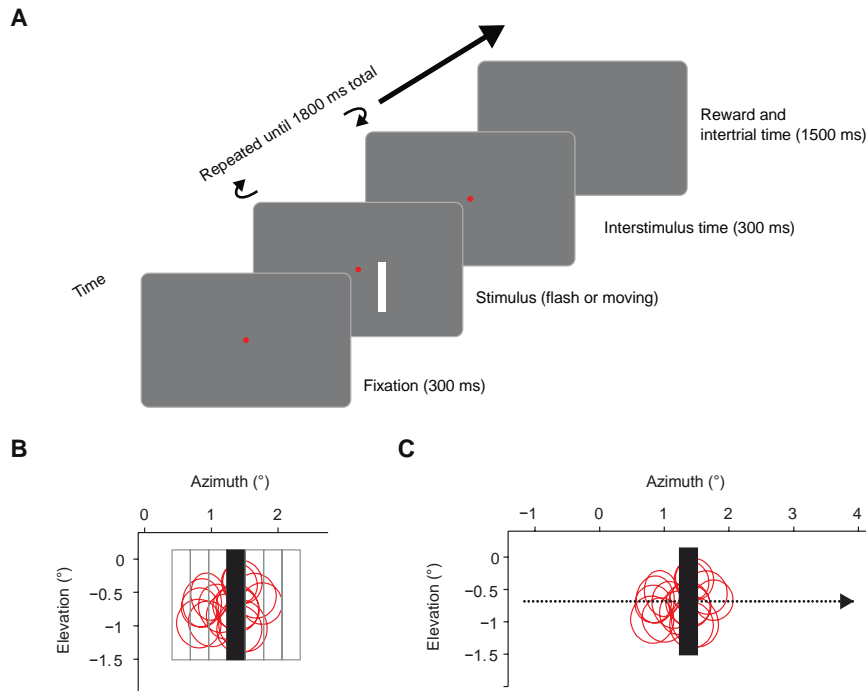 A
Repeated until 1800 ms total
Reward and
intertrial time (1500 ms)
Interstimulus time (300 ms)
Time
Stimulus (flash or moving)
Fixation (300 ms)
B
Azimuth (°)
0 1 2
Elevation (°)
0
−0.5
−1
−1.5
C
Azimuth (°)
−1 0 1 2 3 4
Elevation (°)
0
−0.5
−1
−1.5